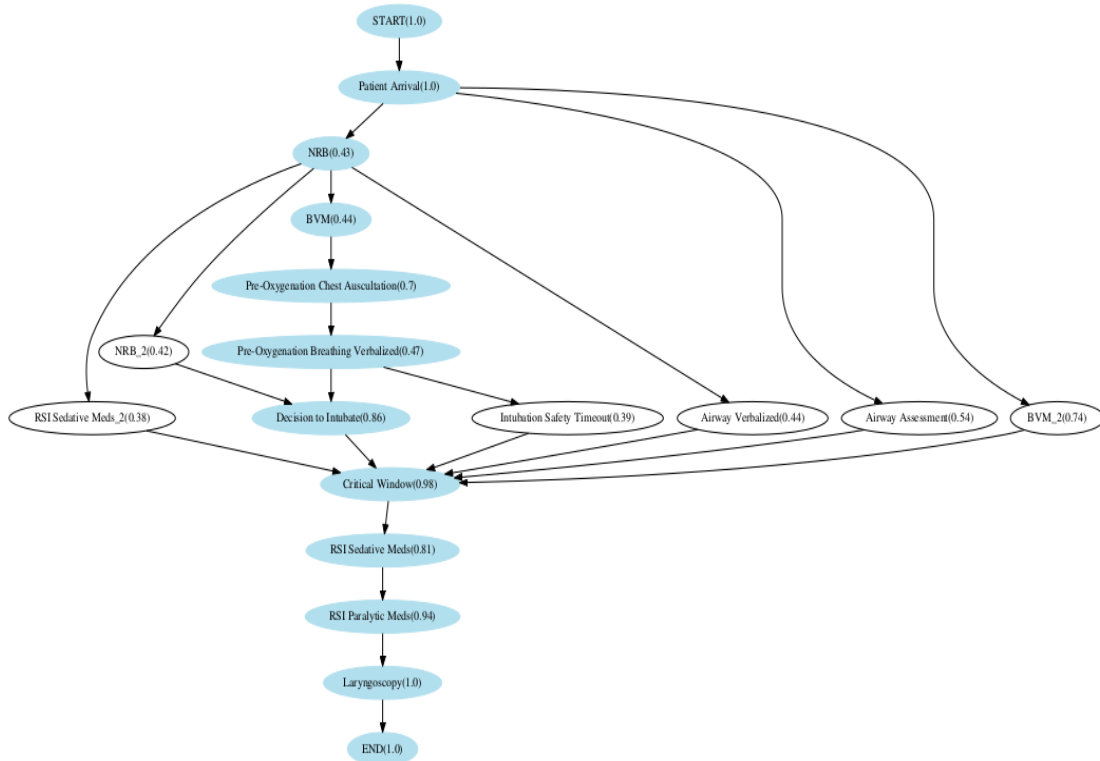 START(1.0)
Patient Arrival(1.0)
NRB(0.43)
BVM(0.44)
Pre-Oxygenation Chest Auscultation(0.7)
NRB_2(0.42)
Pre-Oxygenation Breathing Verbalized(0.47)
RSI Sedative Meds_2(0.38)
Decision to Intubate(0.86)
Intubation Safety Timeout(0.39)
Airway Verbalized(0.44)
Airway Assessment(0.54)
BVM_2(0.74)
Critical Window(0.98)
RSI Sedative Meds(0.81)
RSI Paralytic Meds(0.94)
Laryngoscopy(1.0)
END(1.0)